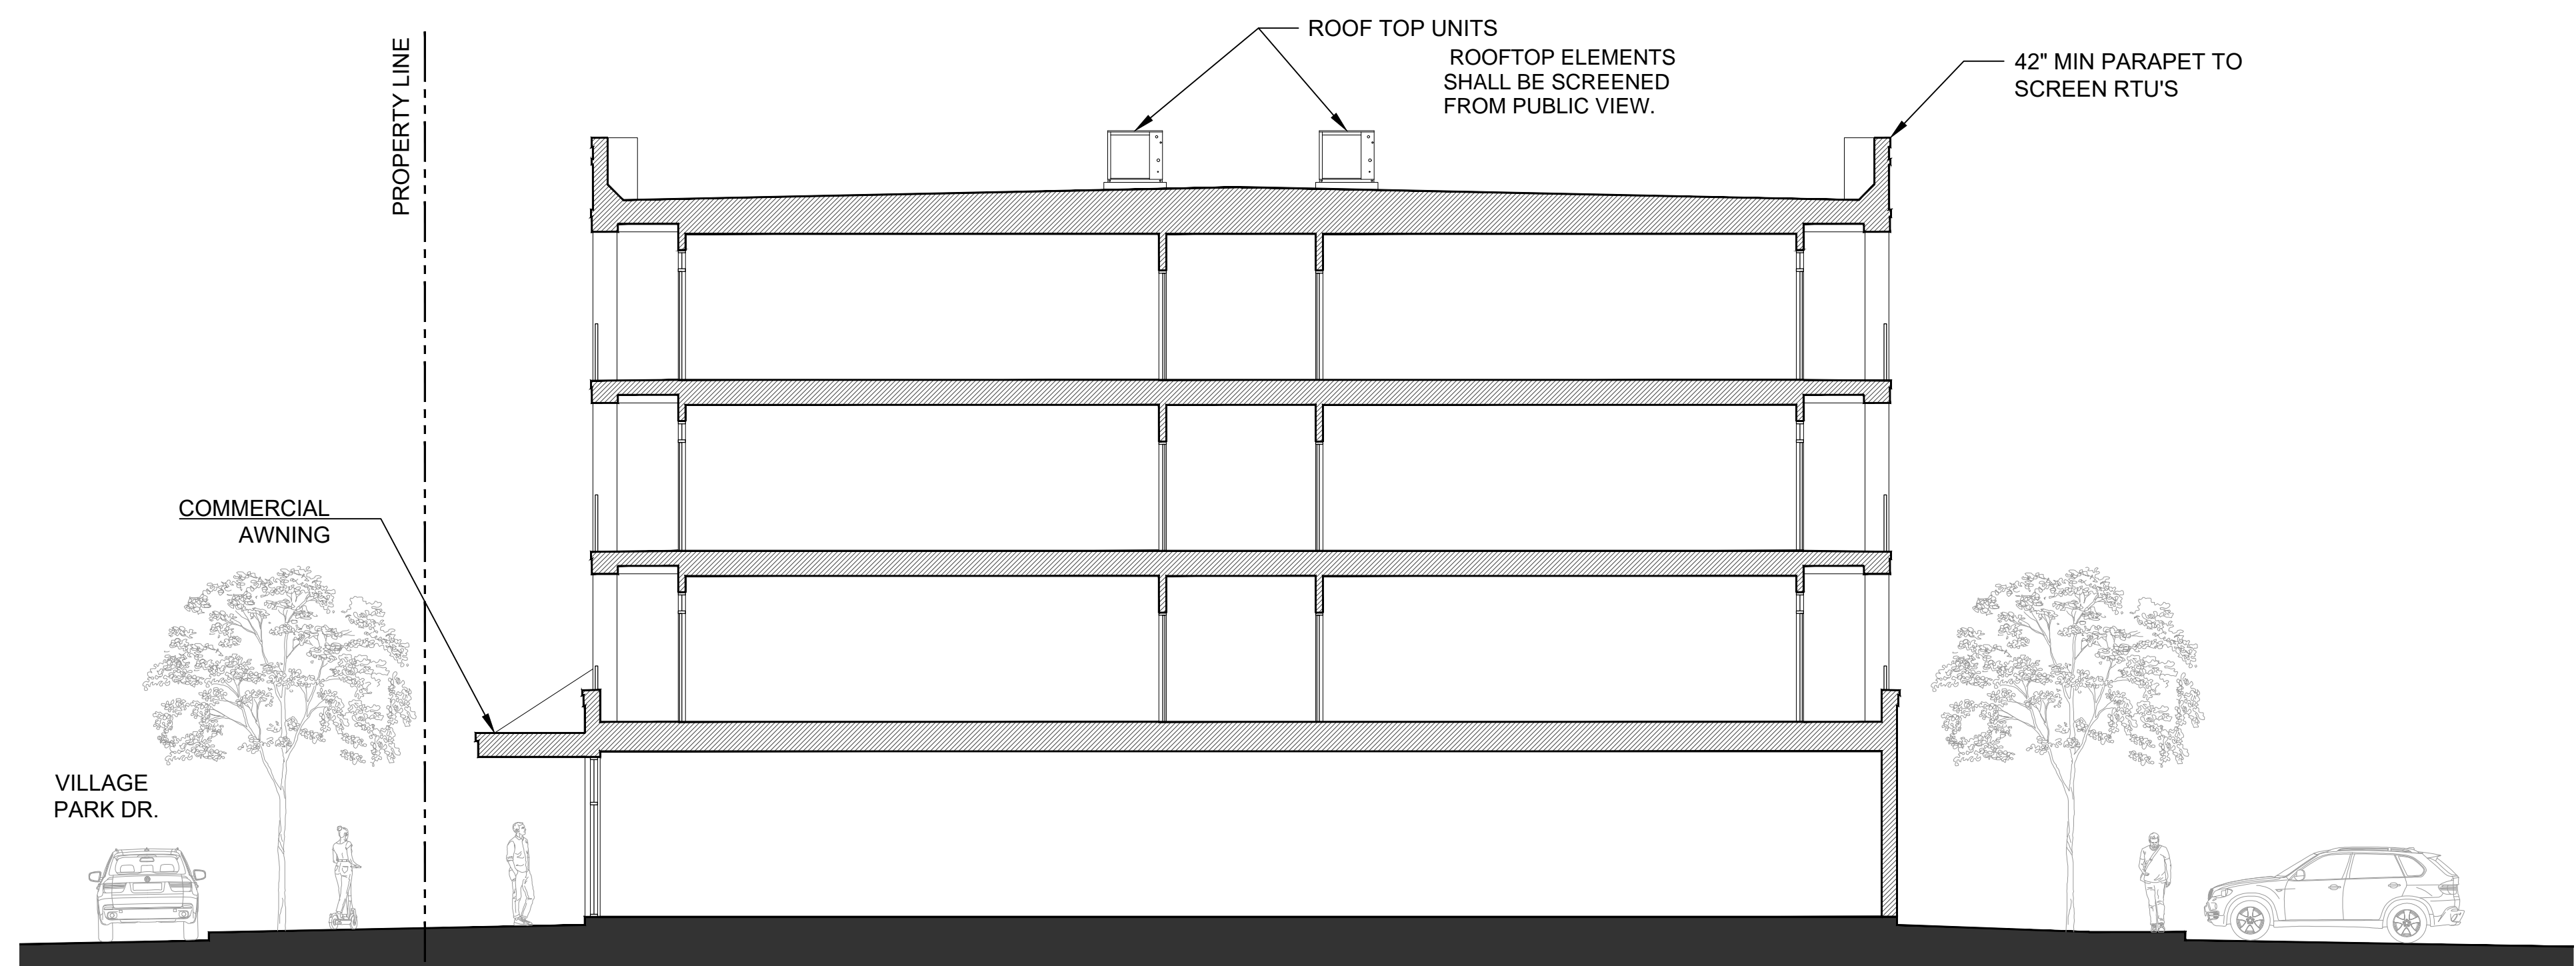 PROPERTY LINE
ROOF TOP UNITS
ROOFTOP ELEMENTS
SHALL BE SCREENED
FROM PUBLIC VIEW.
42" MIN PARAPET TO
SCREEN RTU'S
COMMERCIAL
AWNING
VILLAGE
PARK DR.